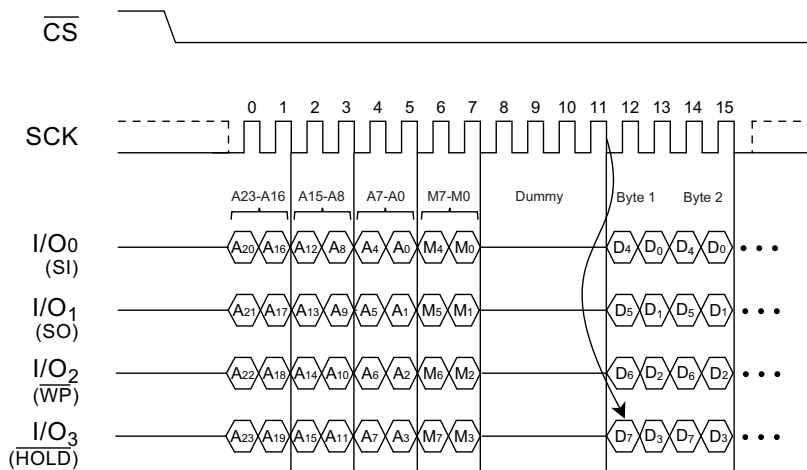 CS
0 1 2 3 4 5 6 7 8 9 10 11 12 13 14 15
SCK
A23-A16 A15-A8 A7-A0 M7-M0 Dummy Byte 1 Byte 2
I/O0 A20 A16 A12 A8 A4 A0 M4 M0 D4 D0 D4 D0 • • •
(SI)
I/O1 A21 A17 A13 A9 A5 A1 M5 M1 D5 D1 D5 D1 • • •
(SO)
I/O2 A22 A18 A14 A10 A6 A2 M6 M2 D6 D2 D6 D2 • • •
(WP)
I/O3 A23 A19 A15 A11 A7 A3 M7 M3 D7 D3 D7 D3 • • •
(HOLD)